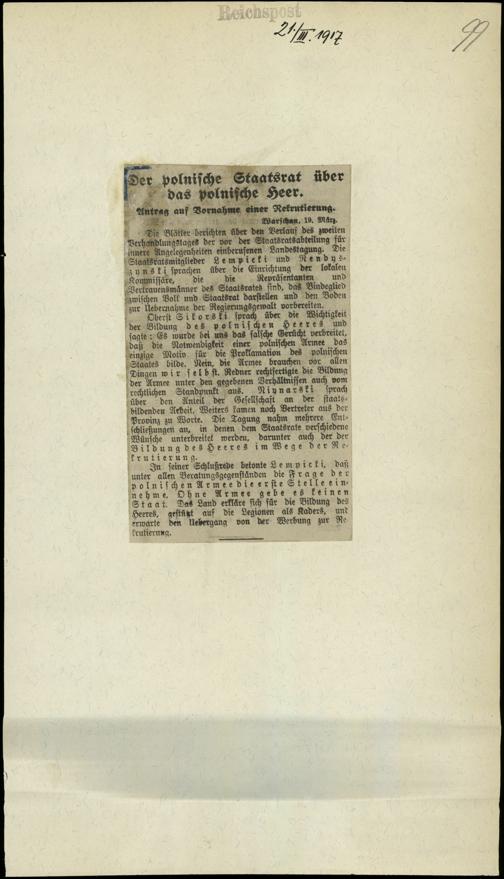 Reichspost
21./III. 1917
99
Der polnische Staatsrat über
das polnische Heer.
Antrag auf Vornahme einer Rekrutierung.
Warschau, 19. März.
Die Blätter berichten über den Verlauf des zweiten
Verhandlungstages der vor der Staatsratsabteilung für
innere Angelegenheiten einberufenen Landestagung. Die
Staatsratsmitglieder Lempicki und Rendys-
zynski sprachen über die Einrichtung der lokalen
Kommissäre, die die Repräsentanten und
Vertrauensmänner des Staatsrates sind, das Bindeglied
zwischen Volk und Staatsrat darstellen und den Boden
zur Uebernahme der Regierungsgewalt vorbereiten.
Oberst Sikorski sprach über die Wichtigkeit
der Bildung des polnischen Heeres und
sagte: Es wurde bei uns das falsche Gerücht verbreitet,
daß die Notwendigkeit einer polnischen Armee das
einzige Motiv für die Proklamation des polnischen
Staates bilde. Nein, die Armee brauchen vor allen
Dingen wir selbst. Redner rechtfertigte die Bildung
der Armee unter den gegebenen Verhältnissen auch vom
rechtlichen Standpunkt aus. Niynarski sprach
über den Anteil der Gesellschaft an der staats-
bildenden Arbeit. Weiters kamen noch Vertreter aus der
Provinz zu Worte. Die Tagung nahm mehrere Ent-
schließungen an, in denen dem Staatsrate verschiedene
Wünsche unterbreitet werden, darunter auch der der
Bildung des Heeres im Wege der Re-
krutierung.
In seiner Schlußrede betonte Lempicki, daß
unter allen Beratungsgegenständen die Frage der
polnischen Armee die erste Stelle ein-
nehme. Ohne Armee gebe es keinen
Staat. Das Land erkläre sich für die Bildung des
Heeres, gestützt auf die Legionen als Kaders, und
erwarte den Uebergang von der Werbung zur Re-
krutierung.